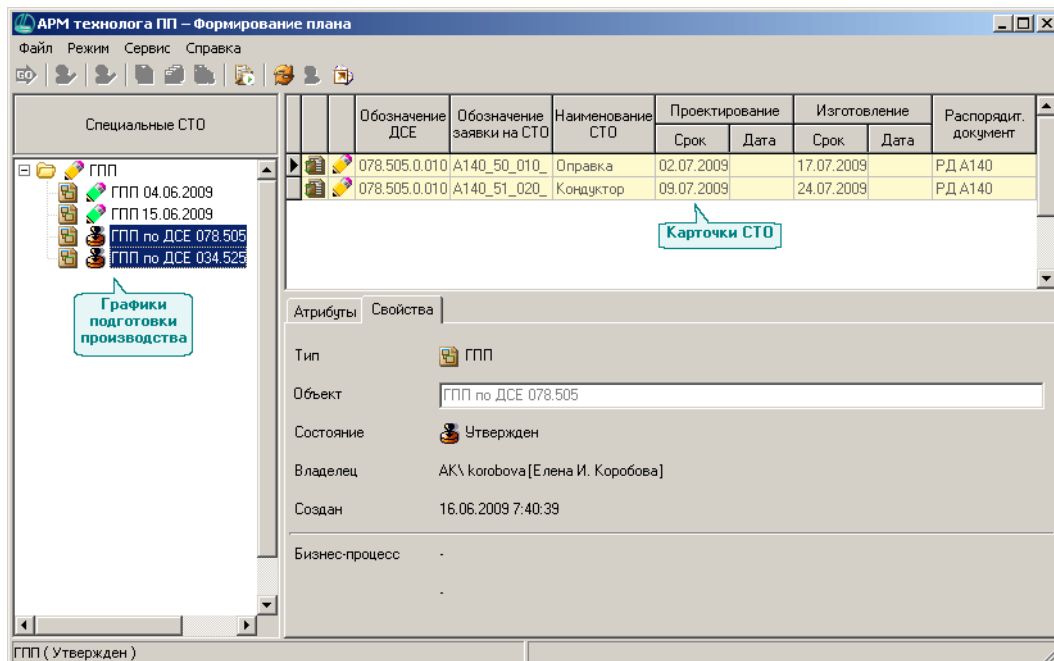 АРМ технолога ПП – Формирование плана
Файл Режим Сервис Справка
GO
Специальные СТО
ГПП
ГПП 04.06.2009
ГПП 15.06.2009
ГПП по ДСЕ 078.505
ГПП по ДСЕ 034.525
Графики
подготовки
производства
Обозначение ДСЕ Обозначение заявки на СТО Наименование СТО Проектирование Изготовление Распорядит. документ
Срок Дата Срок Дата
078.505.0.010 А140_50_010_ Оправка 02.07.2009 17.07.2009 РД А140
078.505.0.010 А140_51_020_ Кондуктор 09.07.2009 24.07.2009 РД А140
Карточки СТО
Атрибуты Свойства
Тип ГПП
Объект ГПП по ДСЕ 078.505
Состояние Утвержден
Владелец AK\ korobova [Елена И. Коробова]
Создан 16.06.2009 7:40:39
Бизнес-процесс -
-
ГПП ( Утвержден )